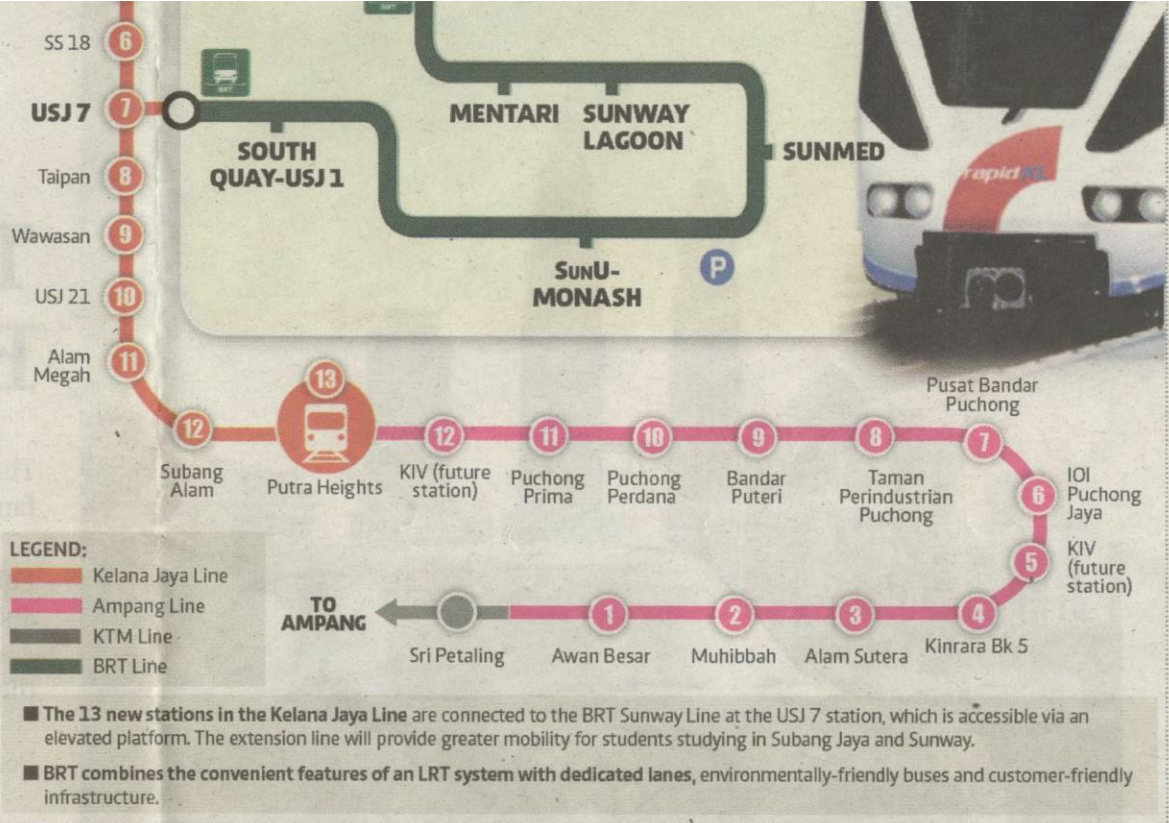 SS 18
6
USJ 7
7
BRT
SOUTH
QUAY-USJ 1
MENTARI
SUNWAY
LAGOON
SUNMED
SUNU-
MONASH
P
rapidKL
Taipan
8
Wawasan
9
USJ 21
10
Alam
Megah
11
12
Subang
Alam
13
Putra Heights
12
KIV (future
station)
11
Puchong
Prima
10
Puchong
Perdana
9
Bandar
Puteri
8
Taman
Perindustrian
Puchong
Pusat Bandar
Puchong
7
6
IOI
Puchong
Jaya
5
KIV
(future
station)
4
Kinrara Bk 5
3
Alam Sutera
2
Muhibbah
1
Awan Besar
Sri Petaling
TO
AMPANG
LEGEND:
Kelana Jaya Line
Ampang Line
KTM Line
BRT Line
■ The 13 new stations in the Kelana Jaya Line are connected to the BRT Sunway Line at the USJ 7 station, which is accessible via an
elevated platform. The extension line will provide greater mobility for students studying in Subang Jaya and Sunway.
■ BRT combines the convenient features of an LRT system with dedicated lanes, environmentally-friendly buses and customer-friendly
infrastructure.